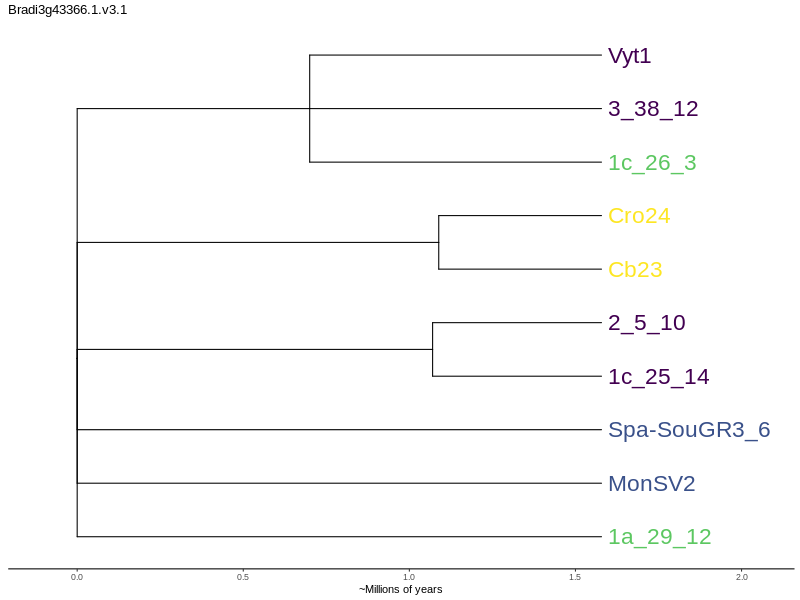 Bradi3g43366.1.v3.1
Vyt1
3_38_12
1c_26_3
Cro24
Cb23
2_5_10
1c_25_14
Spa-SouGR3_6
MonSV2
1a_29_12
0.0 0.5 1.0 1.5 2.0
~Millions of years